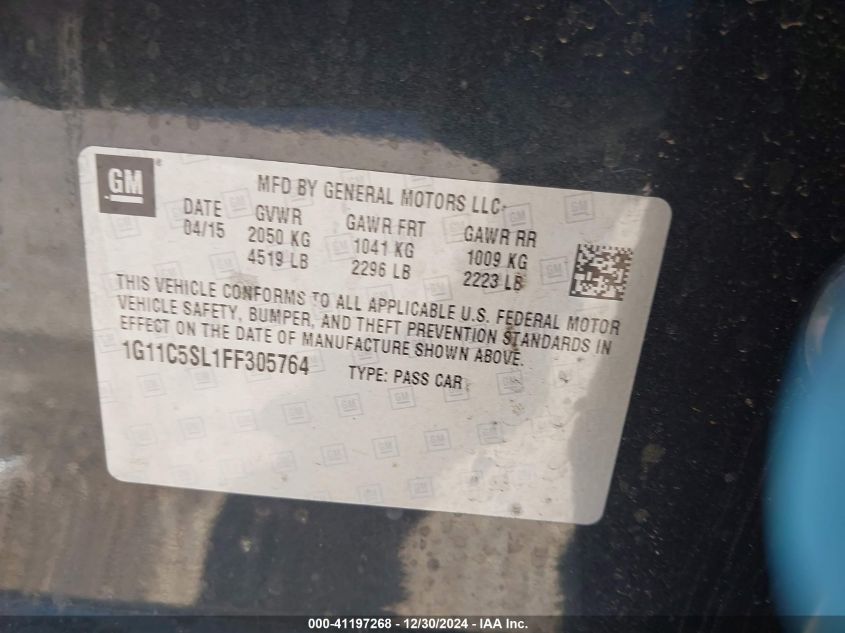 GM ®
MFD BY GENERAL MOTORS LLC
DATE GVWR GAWR FRT GAWR RR
04/15 2050 KG 1041 KG 1009 KG
4519 LB 2296 LB 2223 LB
THIS VEHICLE CONFORMS TO ALL APPLICABLE U.S. FEDERAL MOTOR
VEHICLE SAFETY, BUMPER, AND THEFT PREVENTION STANDARDS IN
EFFECT ON THE DATE OF MANUFACTURE SHOWN ABOVE.
1G11C5SL1FF305764 TYPE: PASS CAR
000-41197268 - 12/30/2024 - IAA Inc.